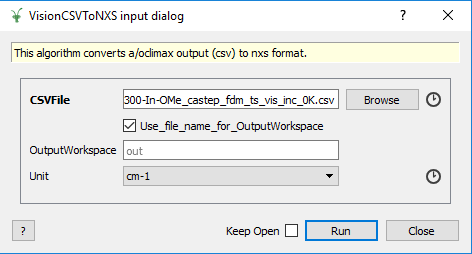 VisionCSVToNXS input dialog
This algorithm converts a/oclimax output (csv) to nxs format.
CSVFile 300-In-OMe_castep_fdm_ts_vis_inc_0K.csv Browse
Use_file_name_for_OutputWorkspace
OutputWorkspace out
Unit cm-1
? Keep Open Run Close